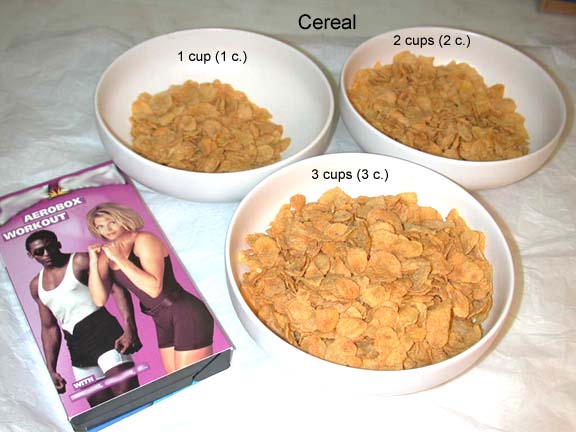 Cereal
1 cup (1 c.)
2 cups (2 c.)
3 cups (3 c.)
AEROBOX
WORKOUT
WITH